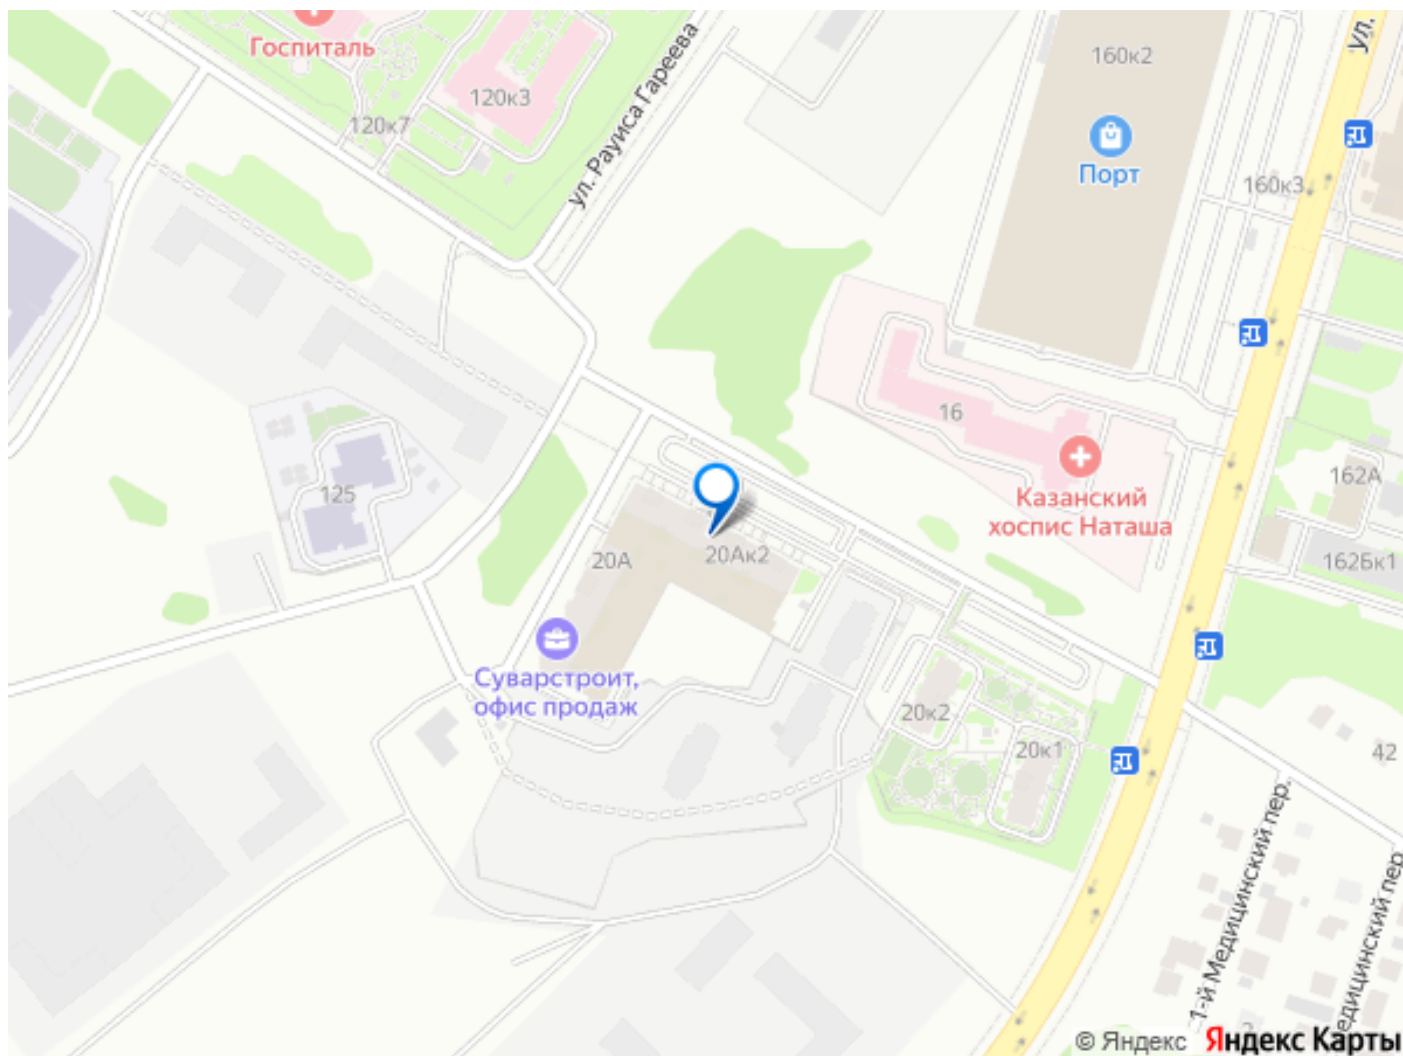 Госпиталь
120к3
120к7
ул. Рауиса Гареева
160к2
Порт
160к3
ул.
16
Казанский
хоспис Наташа
162А
162Бк1
125
20А
20Ак2
Суварстроит,
офис продаж
20к2
20к1
42
1-й Медицинский пер.
едицинский пер
2
© Яндекс Яндекс Карты